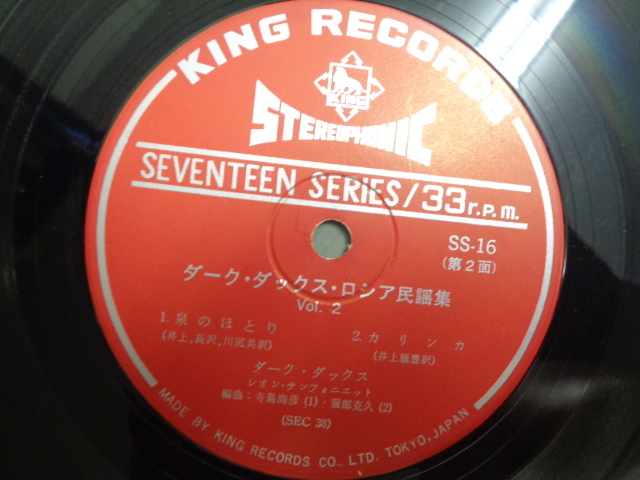 KING RECORDS
KING
STEREOPHONIC
SEVENTEEN SERiES/33r.p.m.
SS-16
(第2面)
ダーク・ダックス・ロシア民謡集
Vol. 2
1. 泉のほとり
(井上,長沢,川尻共訳)
2. カリンカ
(井上頼豊訳)
ダーク・ダックス
レオン・サンフォニエット
編曲:寺島尚彦(1)・服部克久(2)
(SEC 38)
MADE BY KING RECORDS CO., LTD. TOKYO, JAPAN